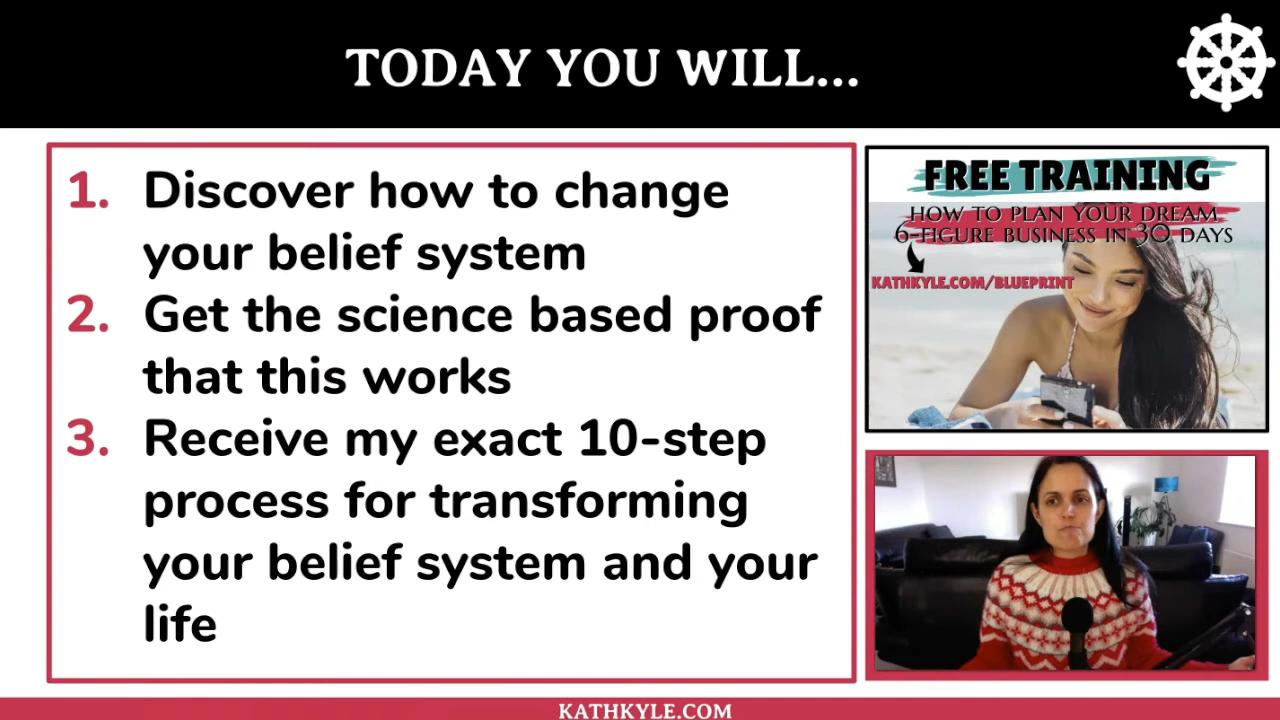 TODAY YOU WILL...
1. Discover how to change
your belief system
2. Get the science based proof
that this works
3. Receive my exact 10-step
process for transforming
your belief system and your
life
FREE TRAINING
HOW TO PLAN YOUR DREAM
6-FIGURE BUSINESS IN 30 DAYS
KATHKYLE.COM/BLUEPRINT
KATHKYLE.COM